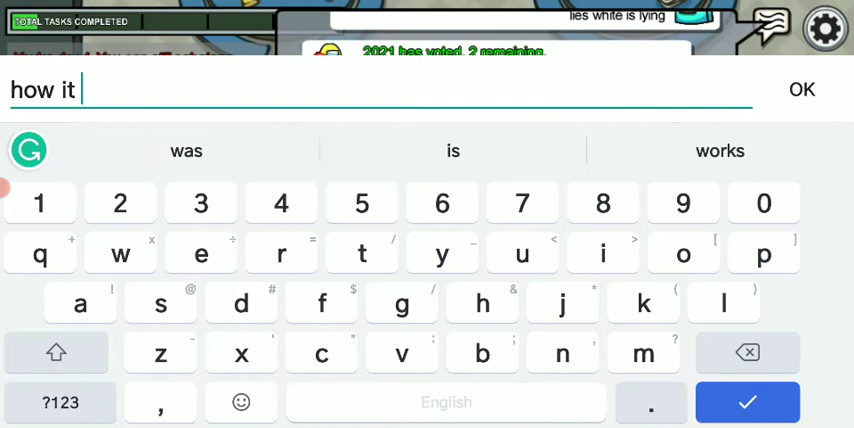 TOTAL TASKS COMPLETED
lies white is lying
2021 has voted. 2 remaining.
how it
OK
was is works
1 2 3 4 5 6 7 8 9 0
q + w x e ÷ r = t / y _ u < i > o [ p ]
a ! s @ d # f $ g / h & j * k ( l )
z - x ' c " v : b ; n , m ?
?123 , English .